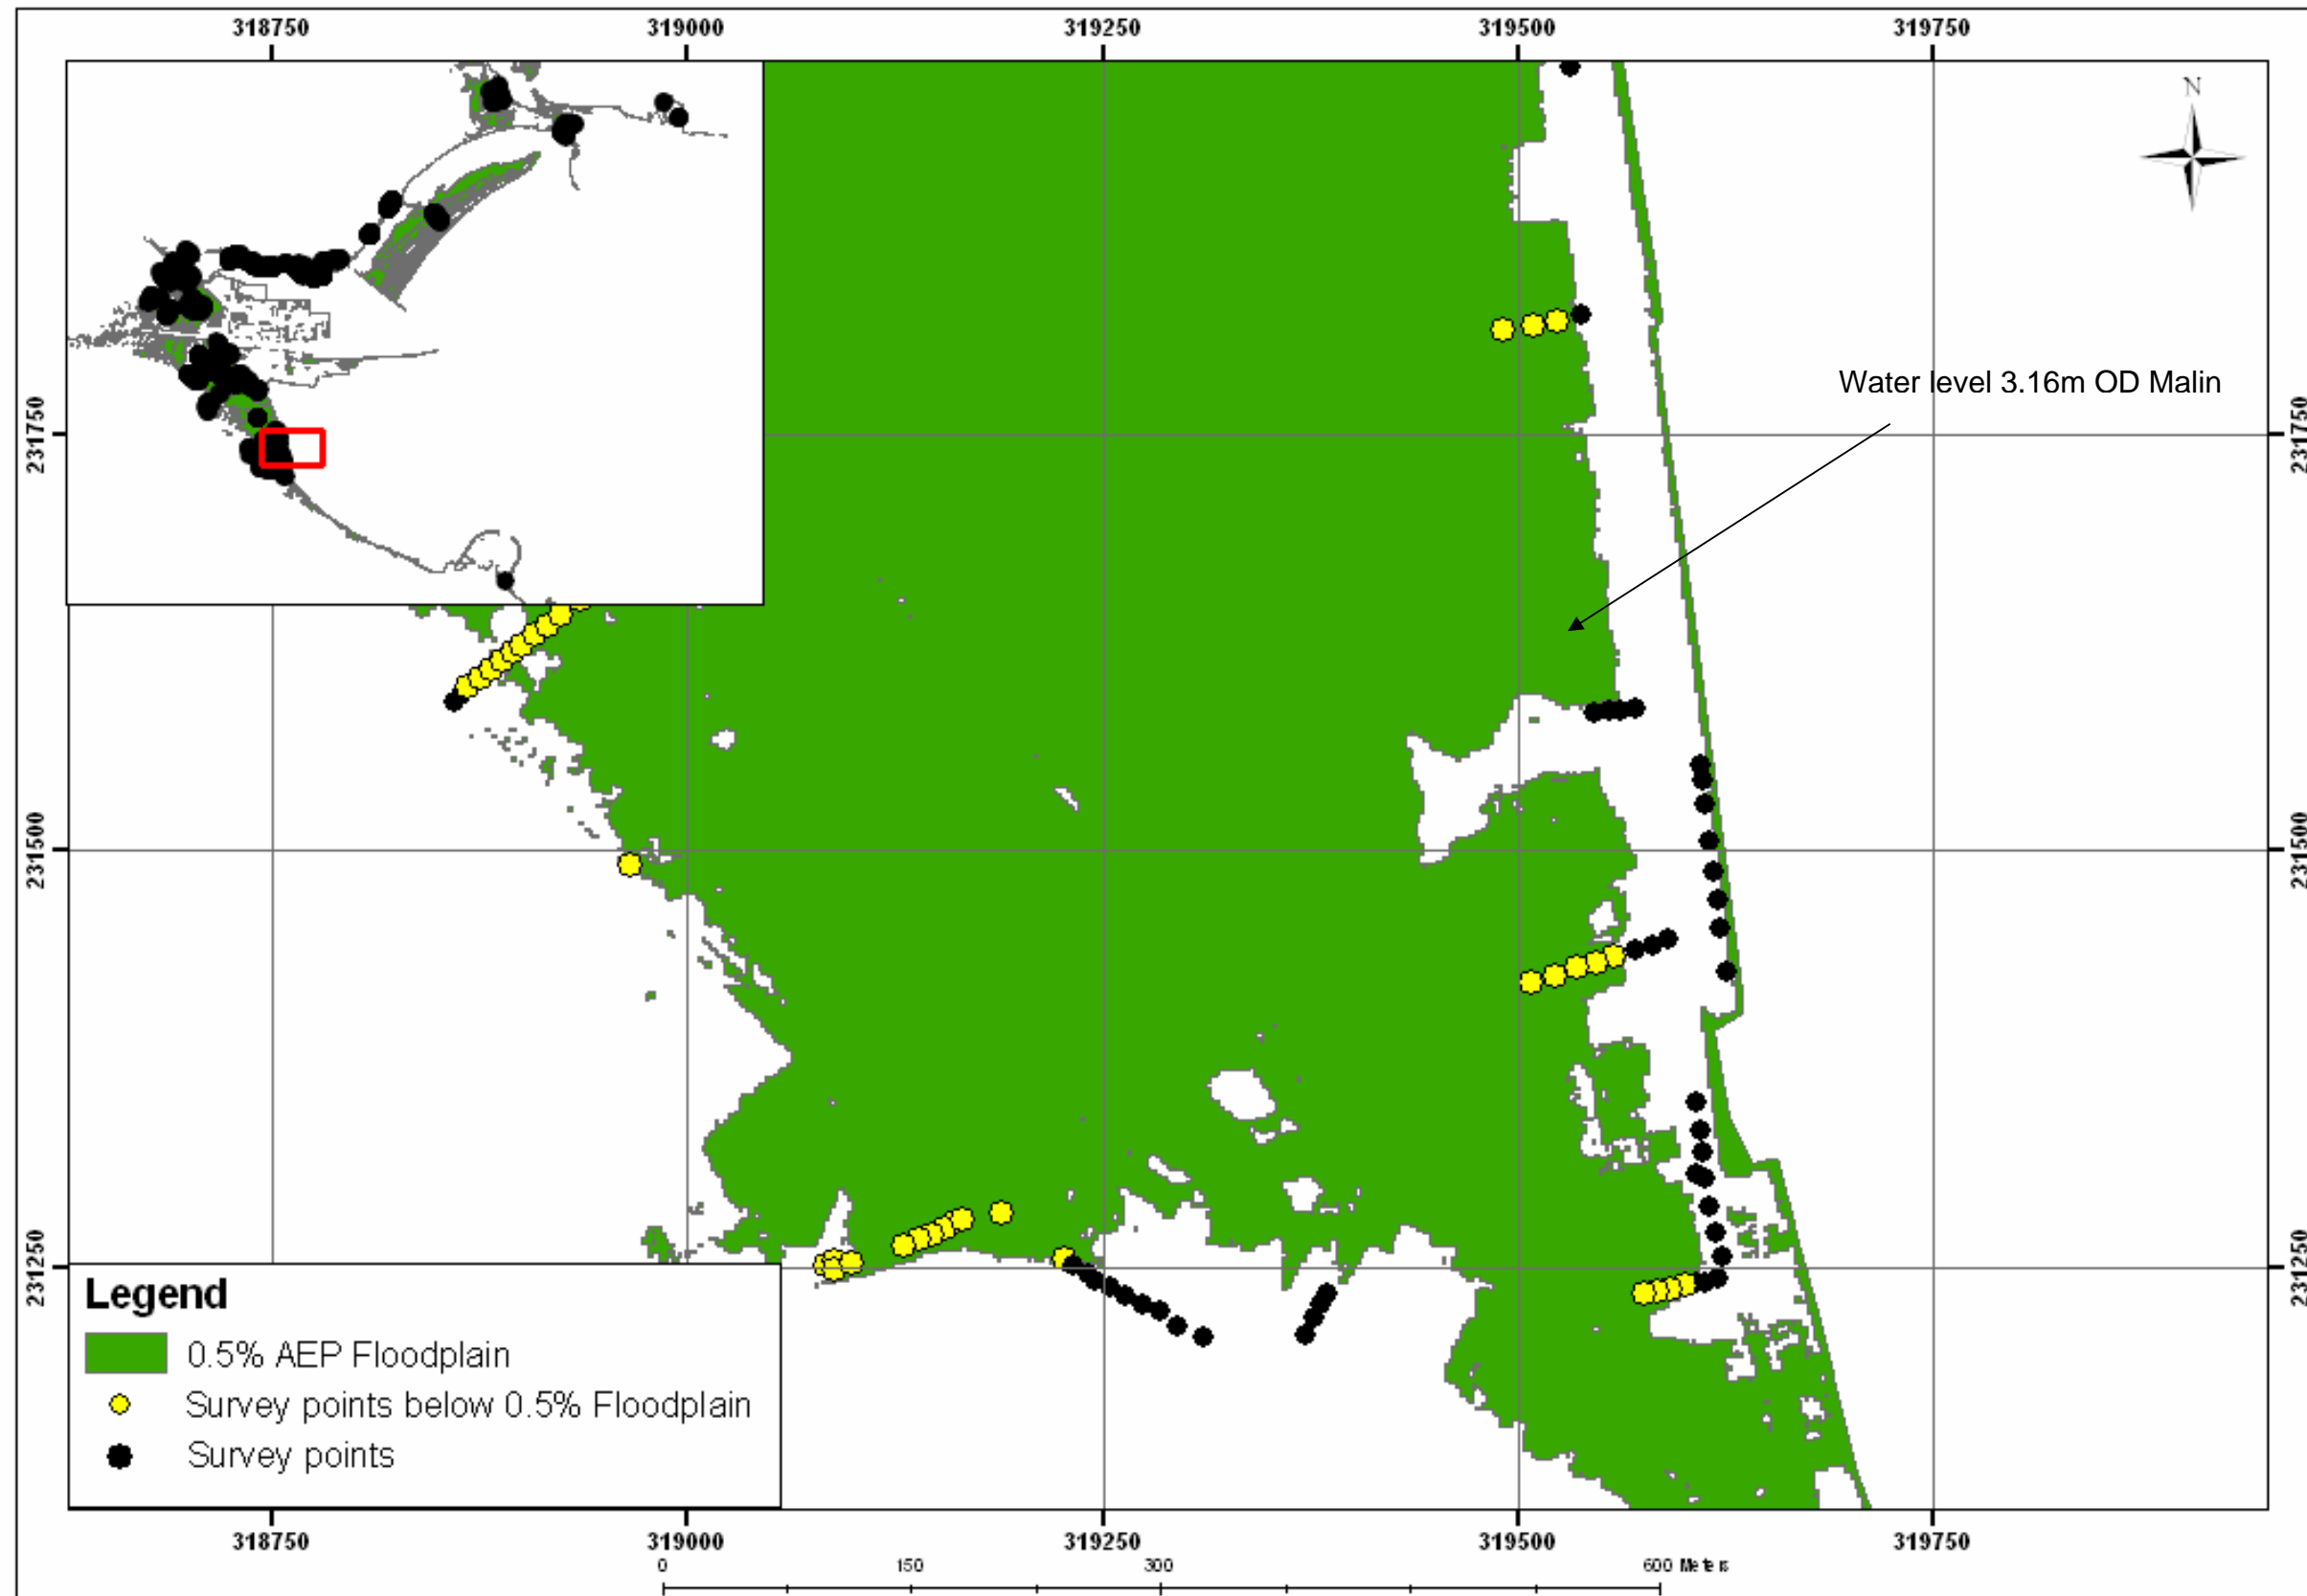 318750 319000 319250 319500 319750
N
Water level 3.16m OD Malin
231750 231750
231500 231500
231250 231250
Legend
0.5% AEP Floodplain
Survey points below 0.5% Floodplain
Survey points
318750 319000 319250 319500 319750
0 150 300 600 Meters